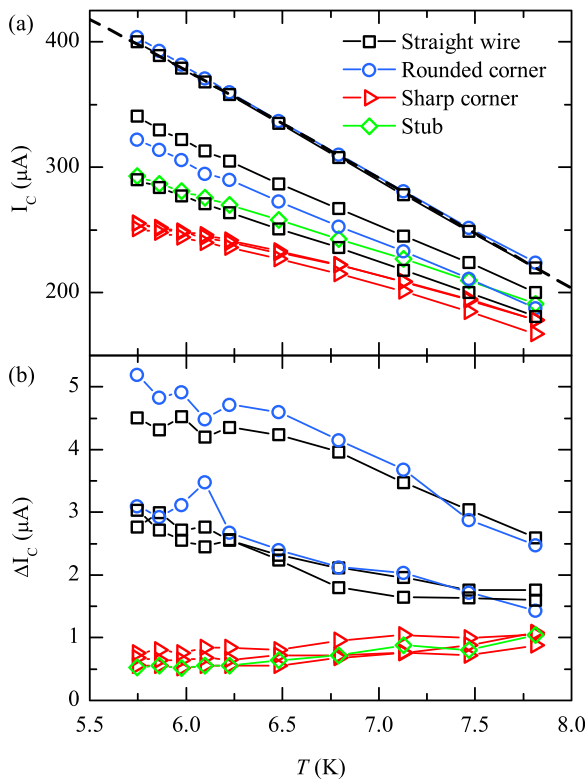 (a)
400
300
200
I_C (μA)
Straight wire
Rounded corner
Sharp corner
Stub
(b)
5
4
3
2
1
0
ΔI_C (μA)
5.5 6.0 6.5 7.0 7.5 8.0
T (K)